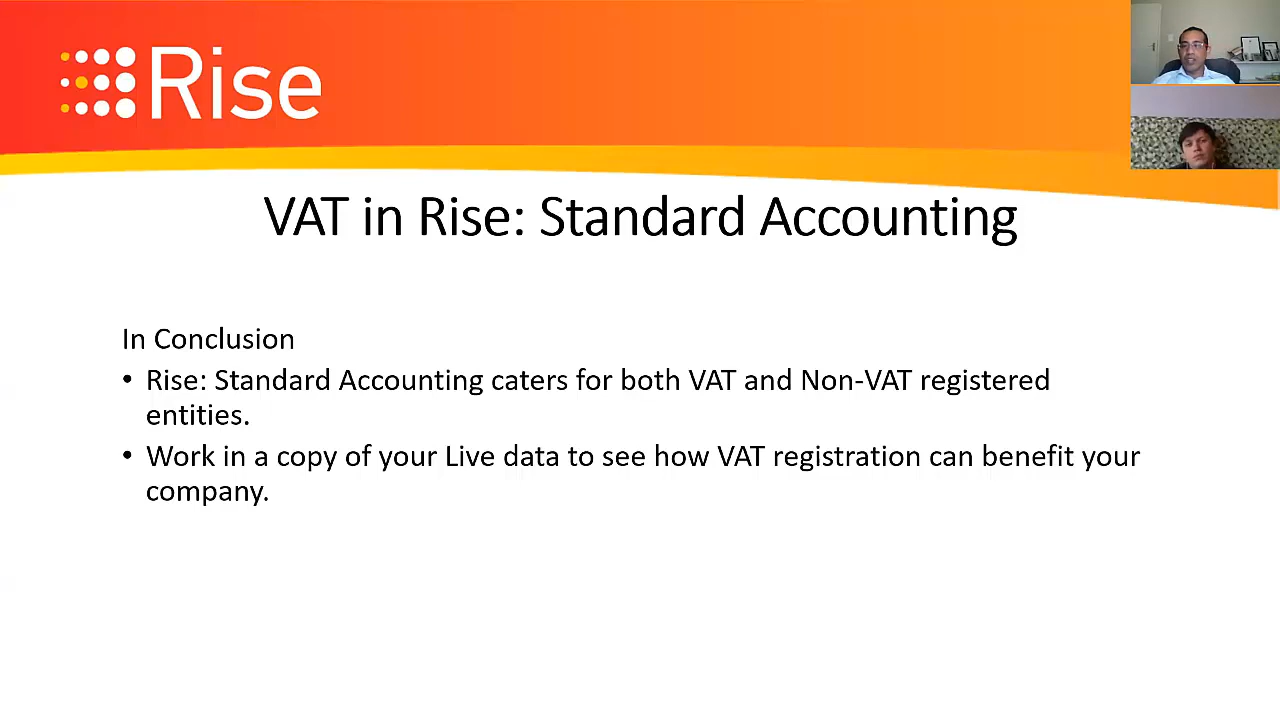 Rise
VAT in Rise: Standard Accounting
In Conclusion
• Rise: Standard Accounting caters for both VAT and Non-VAT registered
entities.
• Work in a copy of your Live data to see how VAT registration can benefit your
company.